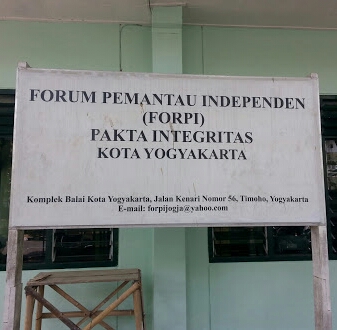 FORUM PEMANTAU INDEPENDEN
(FORPI)
PAKTA INTEGRITAS
KOTA YOGYAKARTA
Komplek Balai Kota Yogyakarta, Jalan Kenari Nomor 56, Timoho, Yogyakarta
E-mail: forpijogja@yahoo.com